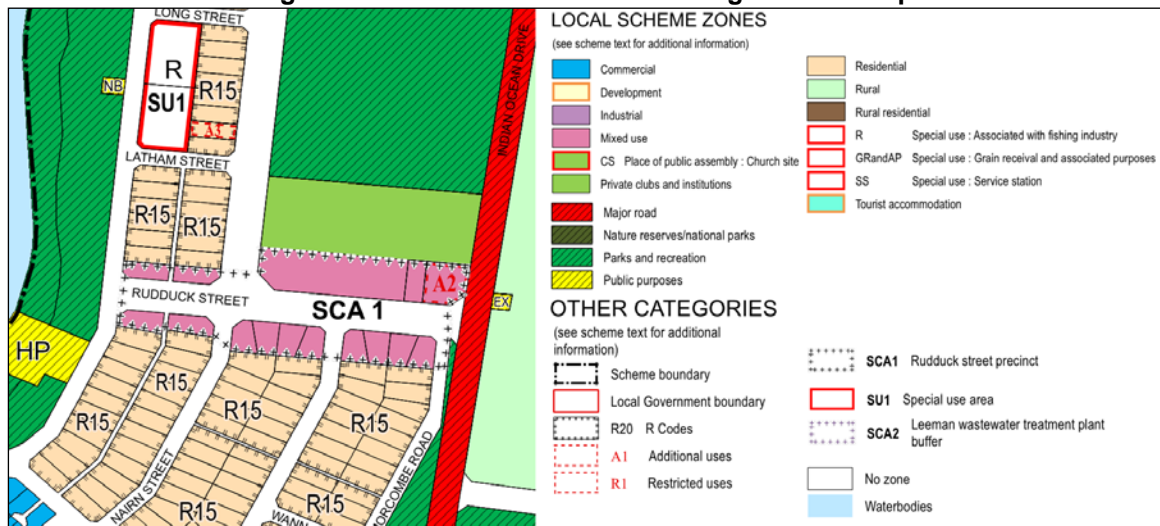 LONG STREET
R
R15
SU1
NB
A3
LATHAM STREET
INDIAN OCEAN DRIVE
R15
R15
A2
RUDDUCK STREET
SCA 1
EX
HP
R15
R15
R15
R15
R15
R15
NAIRN STREET
ORCOMBE ROAD
WANN
LOCAL SCHEME ZONES
(see scheme text for additional information)
Commercial
Development
Industrial
Mixed use
CS Place of public assembly : Church site
Private clubs and institutions
Major road
Nature reserves/national parks
Parks and recreation
Public purposes
Residential
Rural
Rural residential
R Special use : Associated with fishing industry
GRandAP Special use : Grain receival and associated purposes
SS Special use : Service station
Tourist accommodation
OTHER CATEGORIES
(see scheme text for additional
information)
Scheme boundary
Local Government boundary
R20 R Codes
A1 Additional uses
R1 Restricted uses
SCA1 Rudduck street precinct
SU1 Special use area
SCA2 Leeman wastewater treatment plant
buffer
No zone
Waterbodies